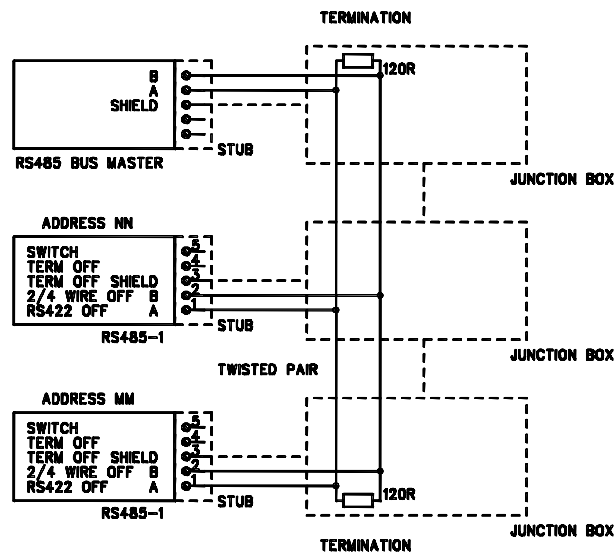 TERMINATION
120R
B
A
SHIELD
STUB
RS485 BUS MASTER
JUNCTION BOX
ADDRESS NN
SWITCH 5
TERM OFF 4
TERM OFF SHIELD 3
2/4 WIRE OFF B 2
RS422 OFF A 1
STUB
RS485-1
JUNCTION BOX
TWISTED PAIR
ADDRESS MM
SWITCH 5
TERM OFF 4
TERM OFF SHIELD 3
2/4 WIRE OFF B 2
RS422 OFF A 1
120R
STUB
RS485-1
JUNCTION BOX
TERMINATION